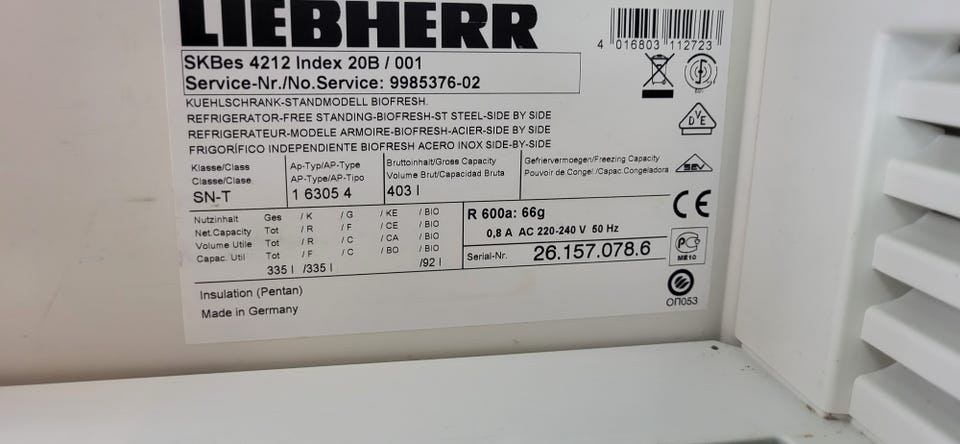 LIEBHERR
4 016803 112723
SKBes 4212 Index 20B / 001
Service-Nr./No.Service: 9985376-02
KUEHLSCHRANK-STANDMODELL BIOFRESH.
REFRIGERATOR-FREE STANDING-BIOFRESH-ST STEEL-SIDE BY SIDE
REFRIGERATEUR-MODELE ARMOIRE-BIOFRESH-ACIER-SIDE BY SIDE
FRIGORÍFICO INDEPENDIENTE BIOFRESH ACERO INOX SIDE-BY-SIDE
DVE
Klasse/Class
Classe/Clase
SN-T
Ap-Typ/AP-Type
AP-Type/AP-Tipo
1 6305 4
Bruttoinhalt/Gross Capacity
Volume Brut/Capacidad Bruta
403 l
Gefriervermoegen/Freezing Capacity
Pouvoir de Congel./Capac.Congeladora
SEV
Nutzinhalt Ges / K / G / KE / BIO
Net.Capacity Tot / R / F / CE / BIO
Volume Utile Tot / R / C / CA / BIO
Capac. Util Tot / F / C / BO / BIO
335 l /335 l /92 l
R 600a: 66g
0,8 A AC 220-240 V 50 Hz
Serial-Nr. 26.157.078.6
CE
PC
ME10
ОП053
Insulation (Pentan)
Made in Germany